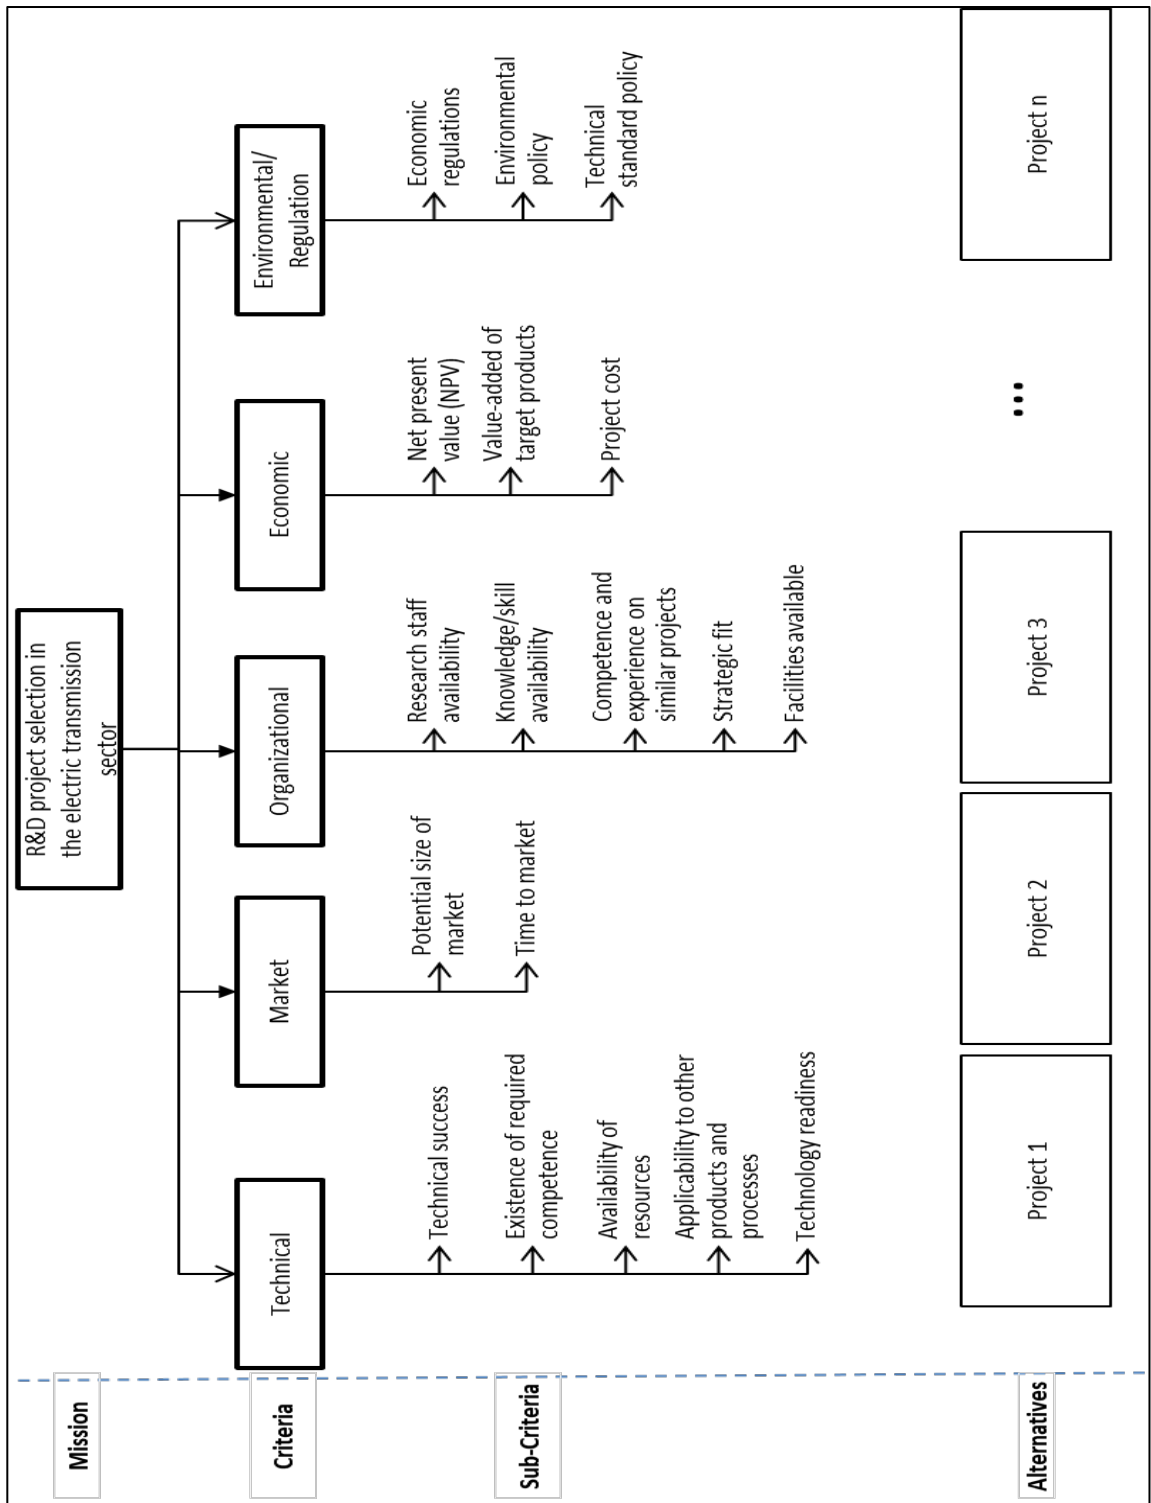 Mission
R&D project selection in
the electric transmission
sector
Criteria
Technical
Market
Organizational
Economic
Environmental/
Regulation
Sub-Criteria
Technical success
Existence of required
competence
Availability of
resources
Applicability to other
products and
processes
Technology readiness
Potential size of
market
Time to market
Research staff
availability
Knowledge/skill
availability
Competence and
experience on
similar projects
Strategic fit
Facilities available
Net present
value (NPV)
Value-added of
target products
Project cost
Economic
regulations
Environmental
policy
Technical
standard policy
Alternatives
Project 1
Project 2
Project 3
...
Project n